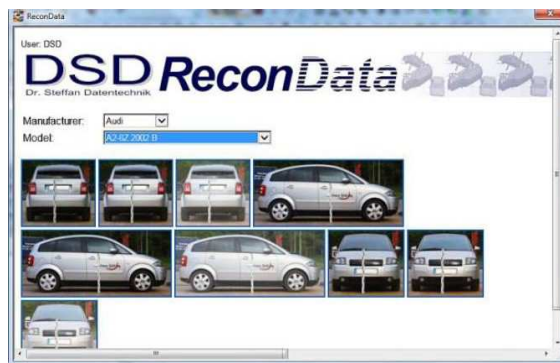 ReconData
User: DSD
DSD ReconData
Dr. Steffan Datentechnik
Manufacturer: Audi
Model: A2-8Z 2002 B